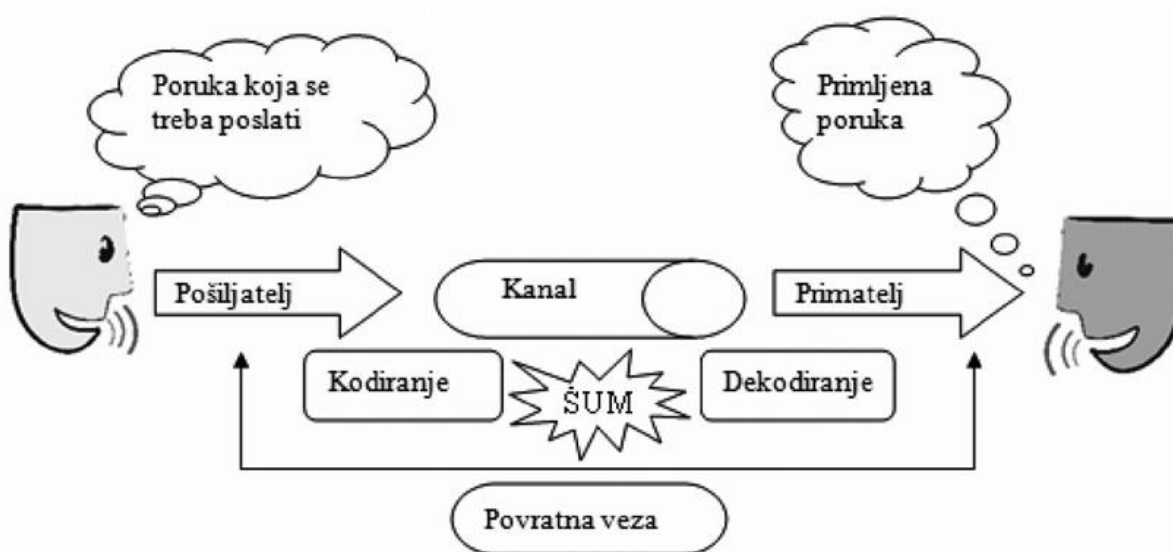 Poruka koja se
treba poslati
Primljena
poruka
Pošiljatelj
Kanal
Primatelj
Kodiranje
ŠUM
Dekodiranje
Povratna veza